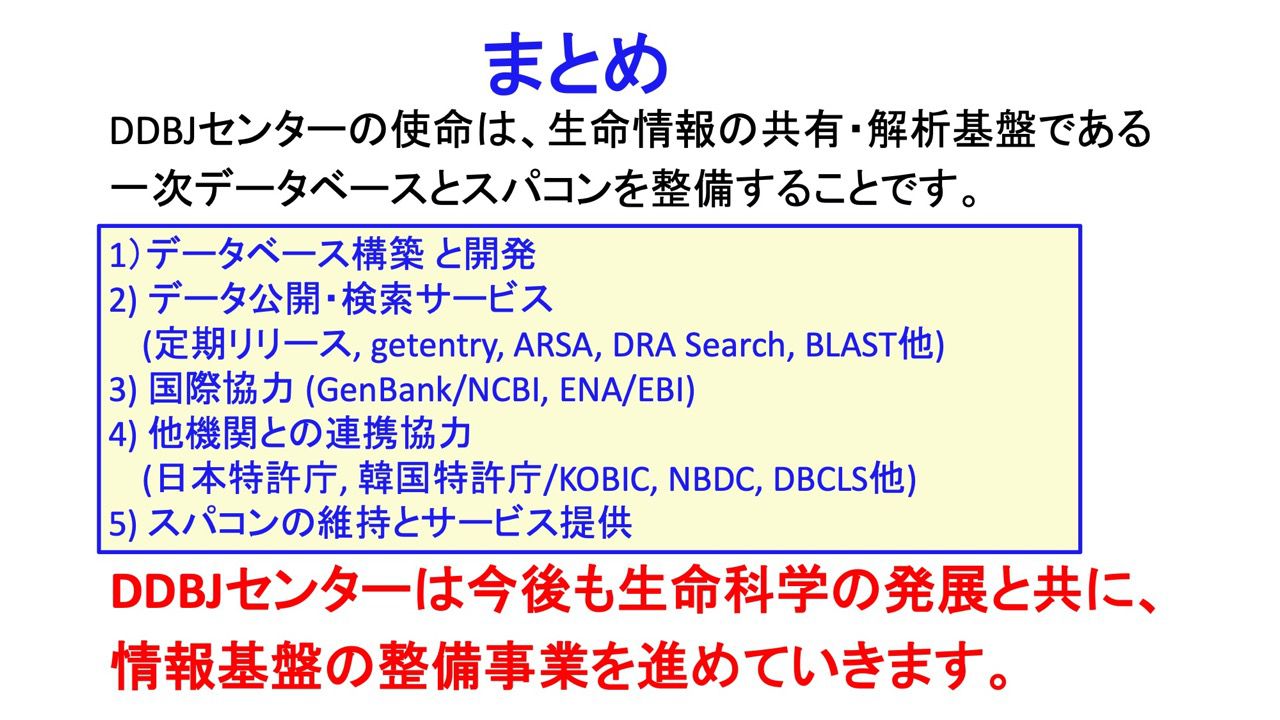 まとめ
DDBJセンターの使命は、生命情報の共有・解析基盤である
一次データベースとスパコンを整備することです。
1）データベース構築 と開発
2) データ公開・検索サービス
(定期リリース, getentry, ARSA, DRA Search, BLAST他)
3) 国際協力 (GenBank/NCBI, ENA/EBI)
4) 他機関との連携協力
(日本特許庁, 韓国特許庁/KOBIC, NBDC, DBCLS他)
5) スパコンの維持とサービス提供
DDBJセンターは今後も生命科学の発展と共に、
情報基盤の整備事業を進めていきます。